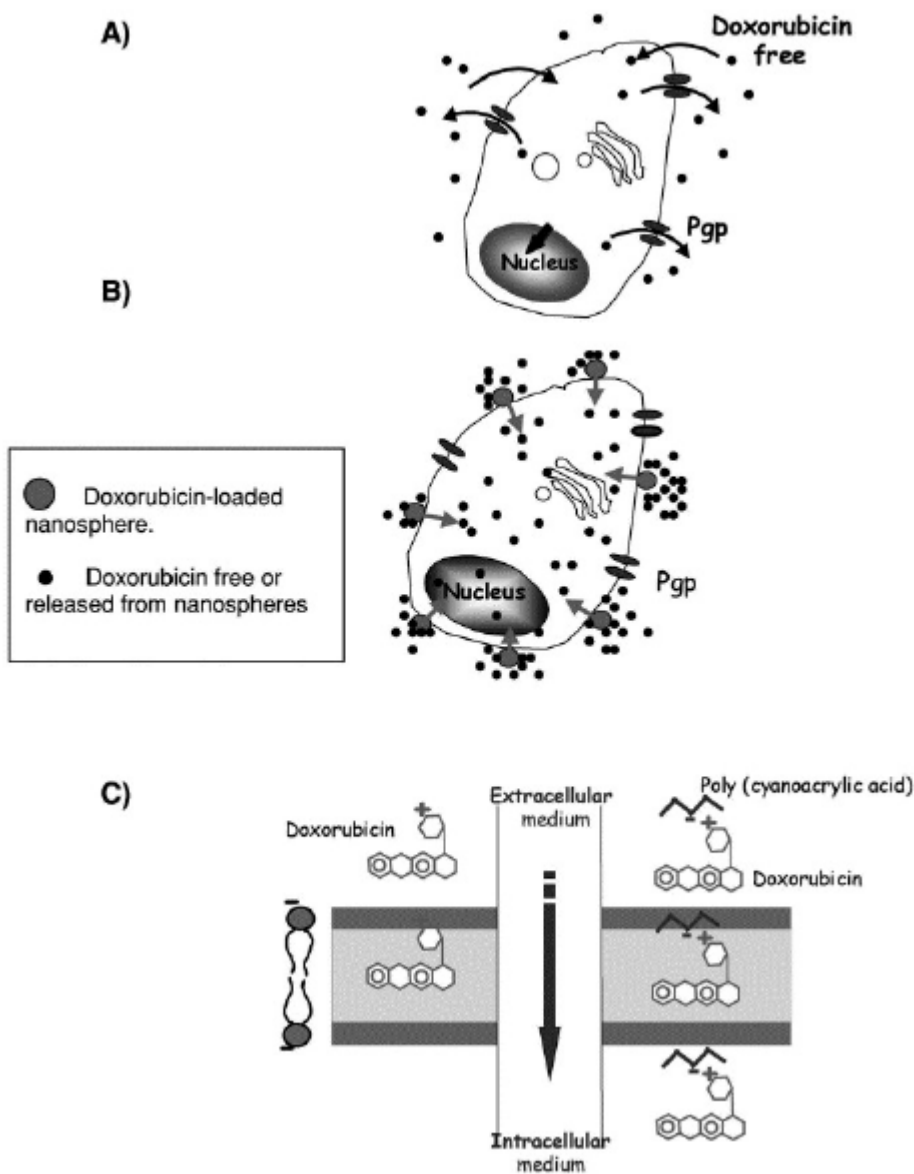 A)
Doxorubicin
free
Pgp
Nucleus
B)
Doxorubicin-loaded
nanosphere.
Doxorubicin free or
released from nanospheres
Nucleus
Pgp
C)
Poly (cyanoacrylic acid)
Extracellular
medium
Doxorubicin
+
+
-
Doxorubicin
-
+
+
-
-
+
-
Intracellular
medium